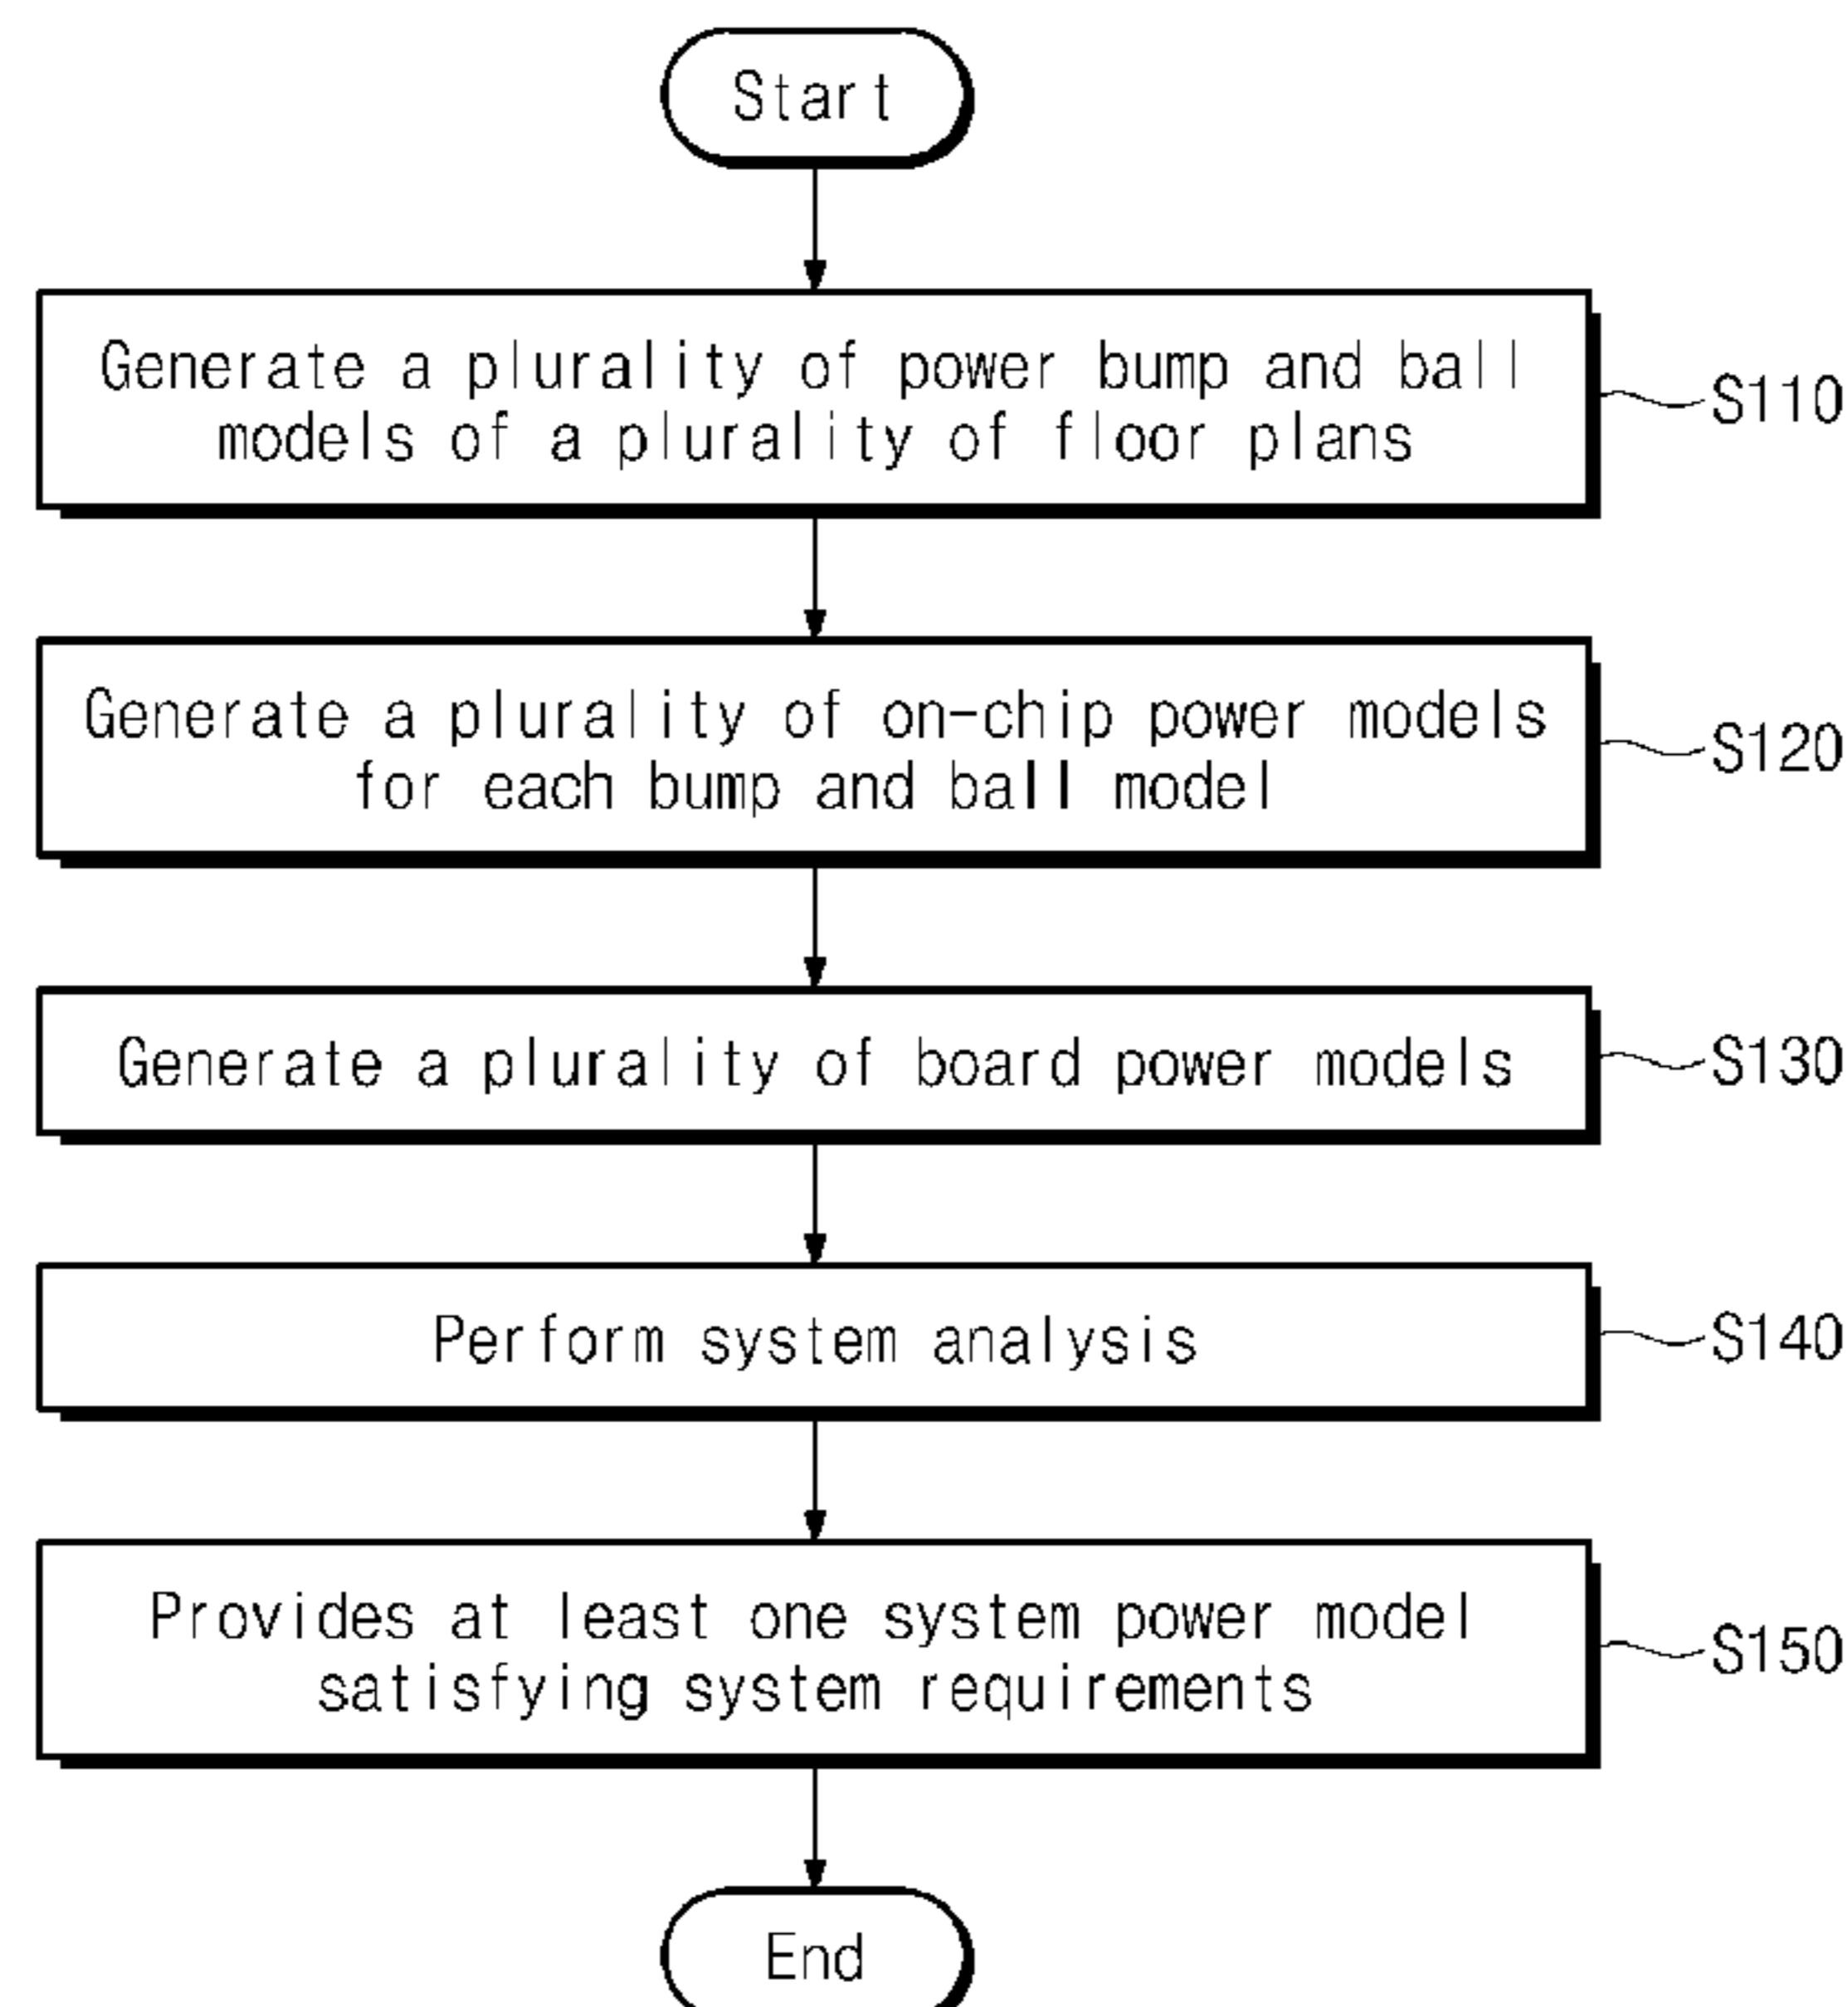 Start
Generate a plurality of power bump and ball
models of a plurality of floor plans
S110
Generate a plurality of on-chip power models
for each bump and ball model
S120
Generate a plurality of board power models
S130
Perform system analysis
S140
Provides at least one system power model
satisfying system requirements
S150
End